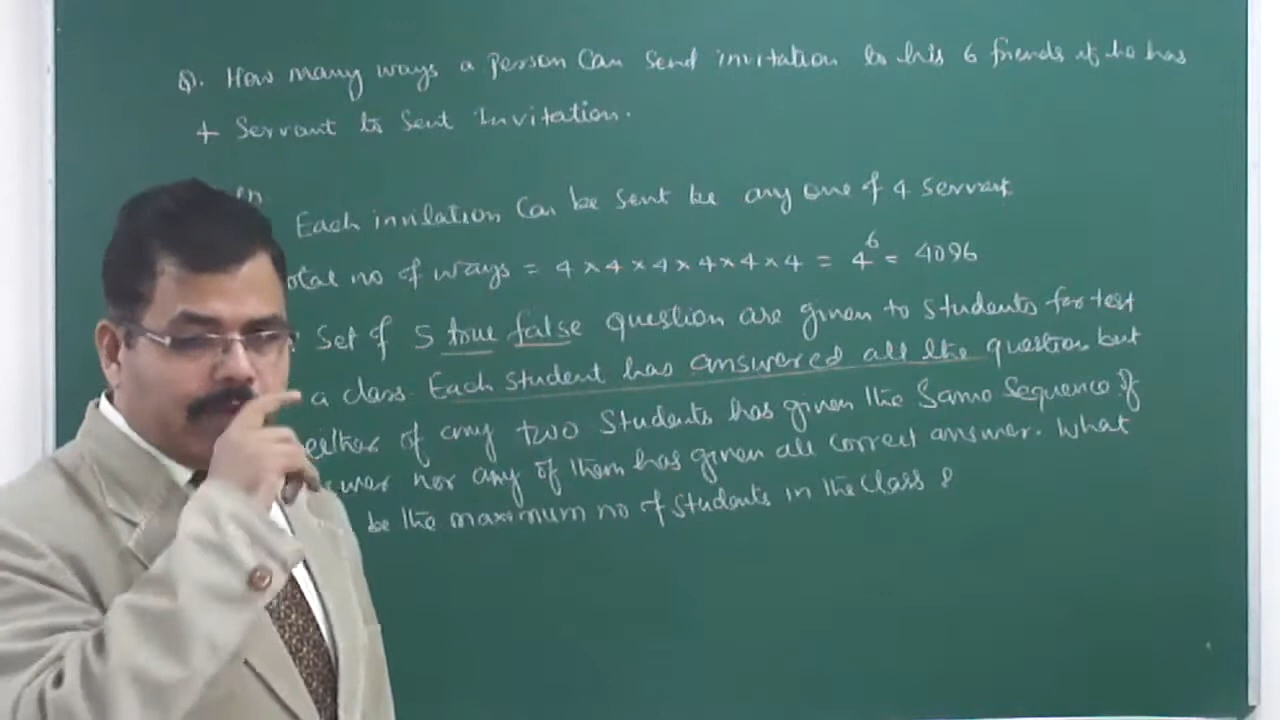 Q. How many ways a person can send invitation to his 6 friends if he has
4 servant to sent Invitation.
Each invitation can be sent be any one of 4 servant
otal no of ways = 4 × 4 × 4 × 4 × 4 × 4 = 4^6 = 4096
Set of 5 true false question are given to students for test
a class. Each student has answered all the question but
either of any two students has given the same sequence of
swer nor any of them has given all correct answer. What
be the maximum no of students in the class ?